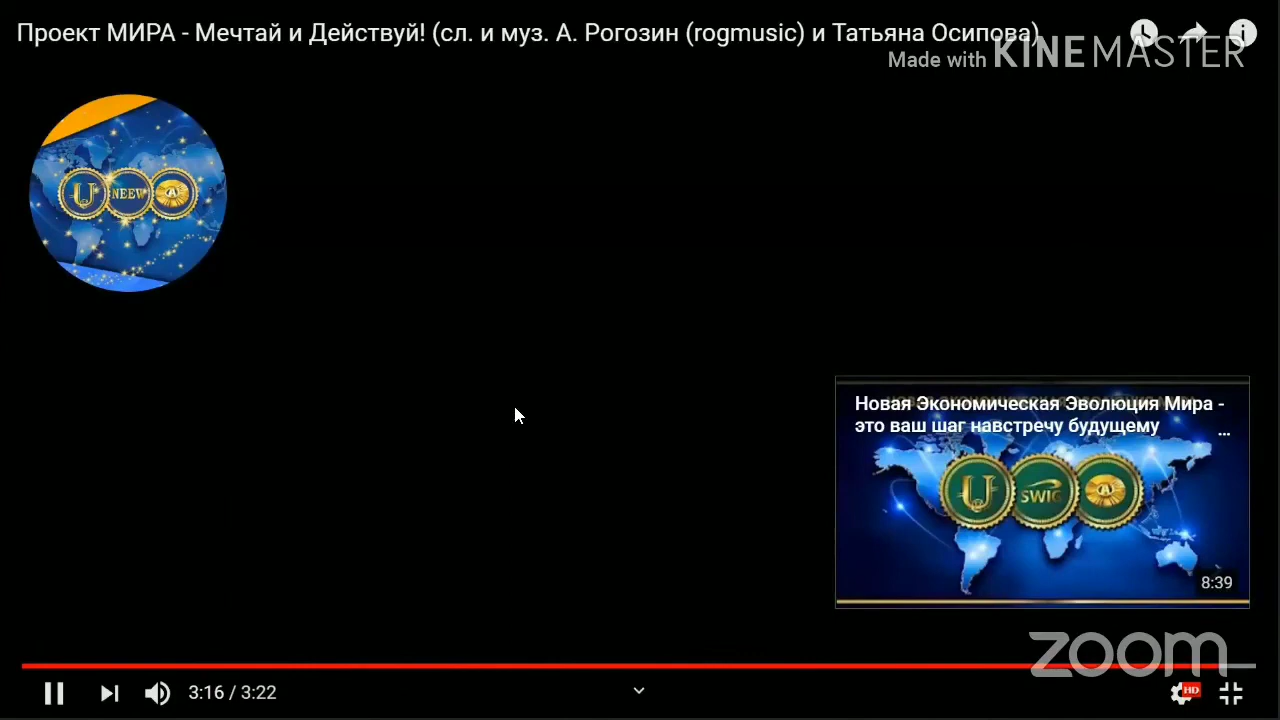 Проект МИРА - Мечтай и Действуй! (сл. и муз. А. Рогозин (rogmusic) и Татьяна Осипова)
Made with KINEMASTER
U NEEW A
Новая Экономическая Эволюция Мира -
это ваш шаг навстречу будущему ...
U SWIG A
8:39
zoom
3:16 / 3:22
HD